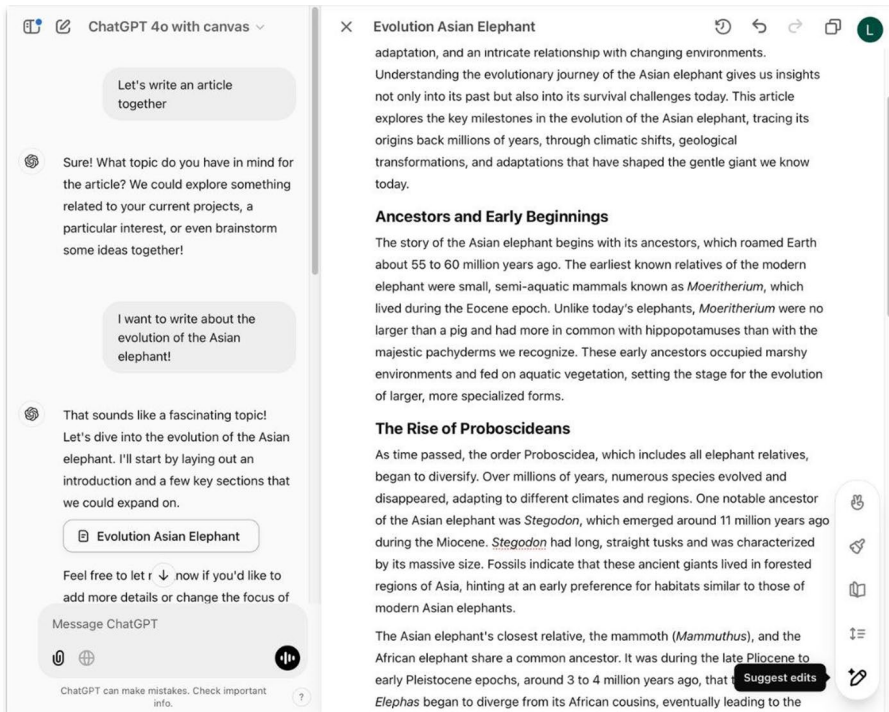 ChatGPT 4o with canvas
Let's write an article
together
Sure! What topic do you have in mind for
the article? We could explore something
related to your current projects, a
particular interest, or even brainstorm
some ideas together!
I want to write about the
evolution of the Asian
elephant!
That sounds like a fascinating topic!
Let's dive into the evolution of the Asian
elephant. I'll start by laying out an
introduction and a few key sections that
we could expand on.
Evolution Asian Elephant
Feel free to let now if you'd like to
add more details or change the focus of
Message ChatGPT
ChatGPT can make mistakes. Check important
info.
?
Evolution Asian Elephant
L
adaptation, and an intricate relationship with changing environments.
Understanding the evolutionary journey of the Asian elephant gives us insights
not only into its past but also into its survival challenges today. This article
explores the key milestones in the evolution of the Asian elephant, tracing its
origins back millions of years, through climatic shifts, geological
transformations, and adaptations that have shaped the gentle giant we know
today.
Ancestors and Early Beginnings
The story of the Asian elephant begins with its ancestors, which roamed Earth
about 55 to 60 million years ago. The earliest known relatives of the modern
elephant were small, semi-aquatic mammals known as Moeritherium, which
lived during the Eocene epoch. Unlike today's elephants, Moeritherium were no
larger than a pig and had more in common with hippopotamuses than with the
majestic pachyderms we recognize. These early ancestors occupied marshy
environments and fed on aquatic vegetation, setting the stage for the evolution
of larger, more specialized forms.
The Rise of Proboscideans
As time passed, the order Proboscidea, which includes all elephant relatives,
began to diversify. Over millions of years, numerous species evolved and
disappeared, adapting to different climates and regions. One notable ancestor
of the Asian elephant was Stegodon, which emerged around 11 million years ago
during the Miocene. Stegodon had long, straight tusks and was characterized
by its massive size. Fossils indicate that these ancient giants lived in forested
regions of Asia, hinting at an early preference for habitats similar to those of
modern Asian elephants.
The Asian elephant's closest relative, the mammoth (Mammuthus), and the
African elephant share a common ancestor. It was during the late Pliocene to
early Pleistocene epochs, around 3 to 4 million years ago, that
Suggest edits
Elephas began to diverge from its African cousins, eventually leading to the